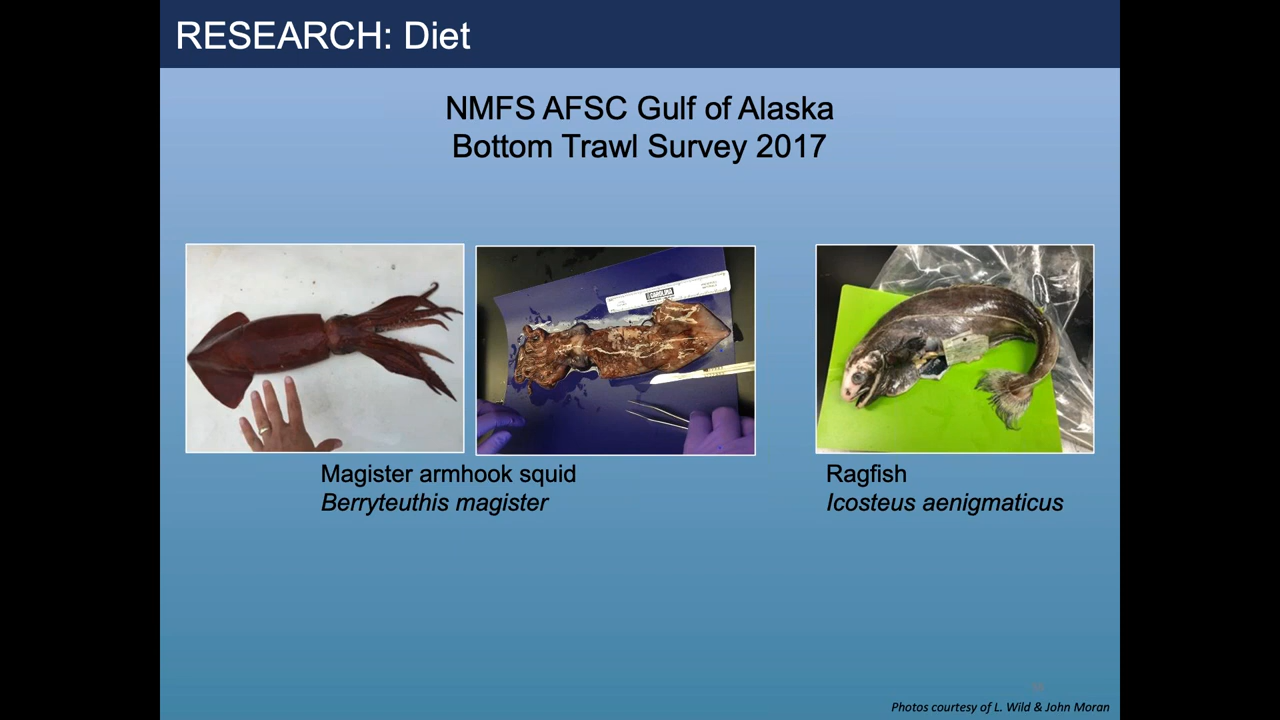 RESEARCH: Diet
NMFS AFSC Gulf of Alaska
Bottom Trawl Survey 2017
Magister armhook squid
Berryteuthis magister
Ragfish
Icosteus aenigmaticus
Photos courtesy of L. Wild & John Moran